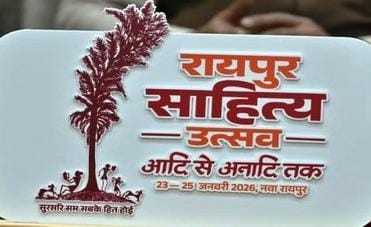 रायपुर
साहित्य
उत्सव
आदि से अनादि तक
23 — 25 जनवरी 2026, नवा रायपुर
सुरसरि सम सबके हित होई